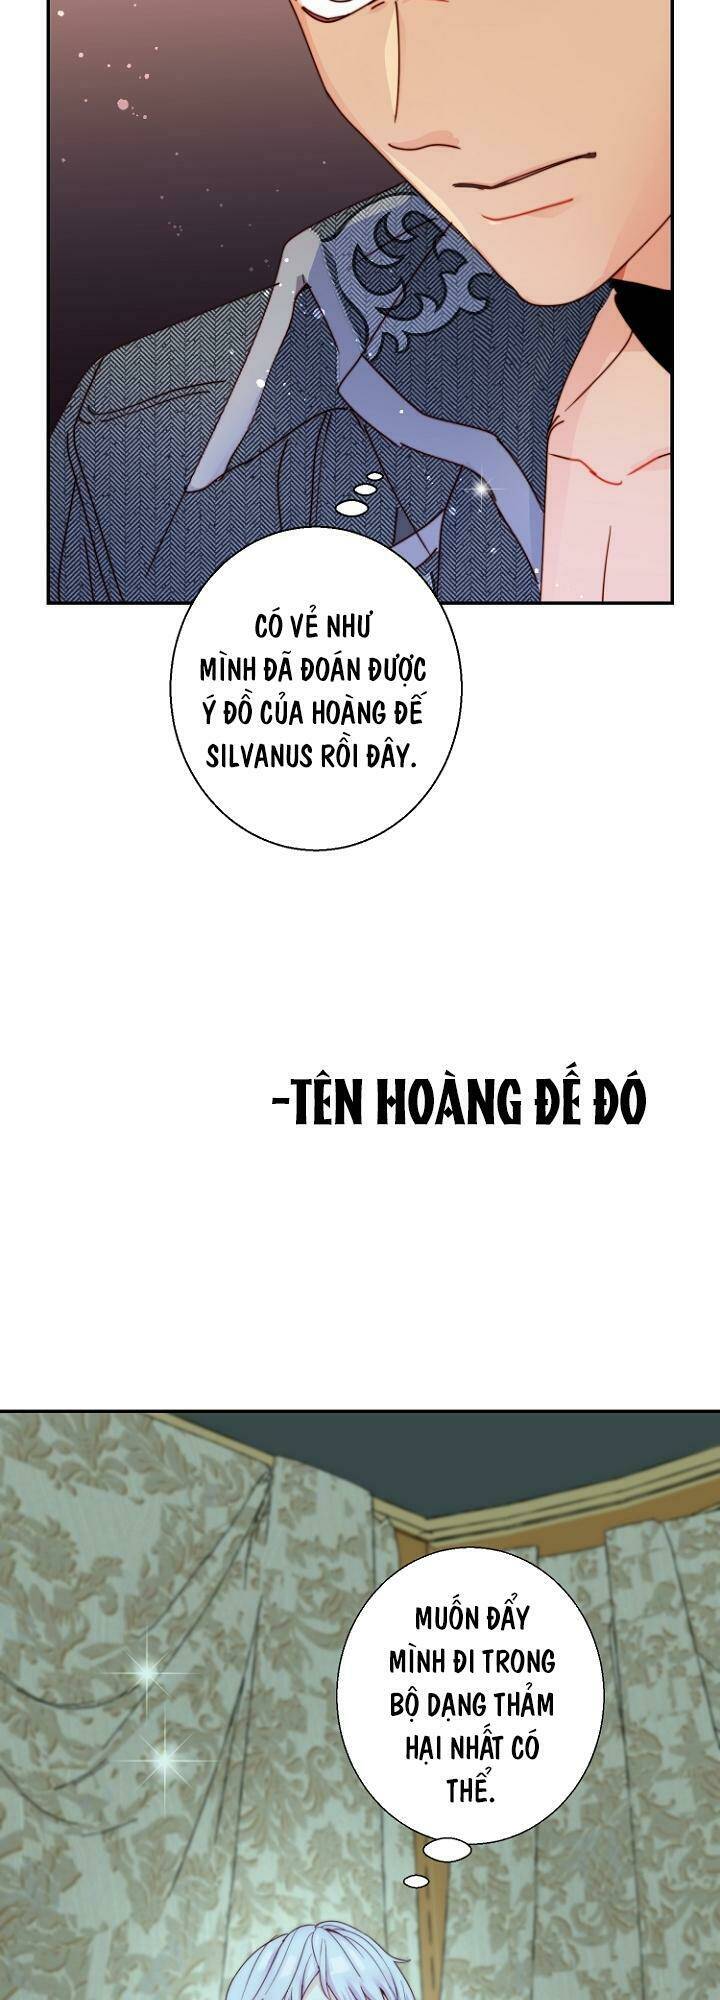 CÓ VẺ NHƯ
MÌNH ĐÃ ĐOÁN ĐƯỢC
Ý ĐỒ CỦA HOÀNG ĐẾ
SILVANUS RỒI ĐÂY.
-TÊN HOÀNG ĐẾ ĐÓ
MUỐN ĐẨY
MÌNH ĐI TRONG
BỘ DẠNG THẢM
HẠI NHẤT CÓ
THỂ.